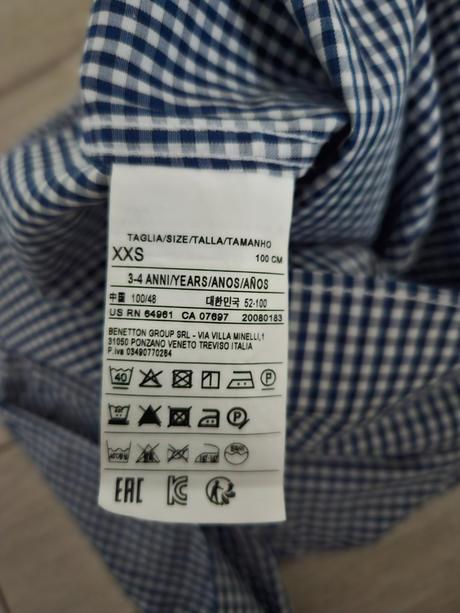 TAGLIA/SIZE/TALLA/TAMANHO
XXS 100 CM
3-4 ANNI/YEARS/ANOS/AÑOS
中国 100/48 대한민국 52-100
US RN 64961 CA 07697 20080183
BENETTON GROUP SRL - VIA VILLA MINELLI,1
31050 PONZANO VENETO TREVISO ITALIA
P.iva 03490770264
40 P
EAC